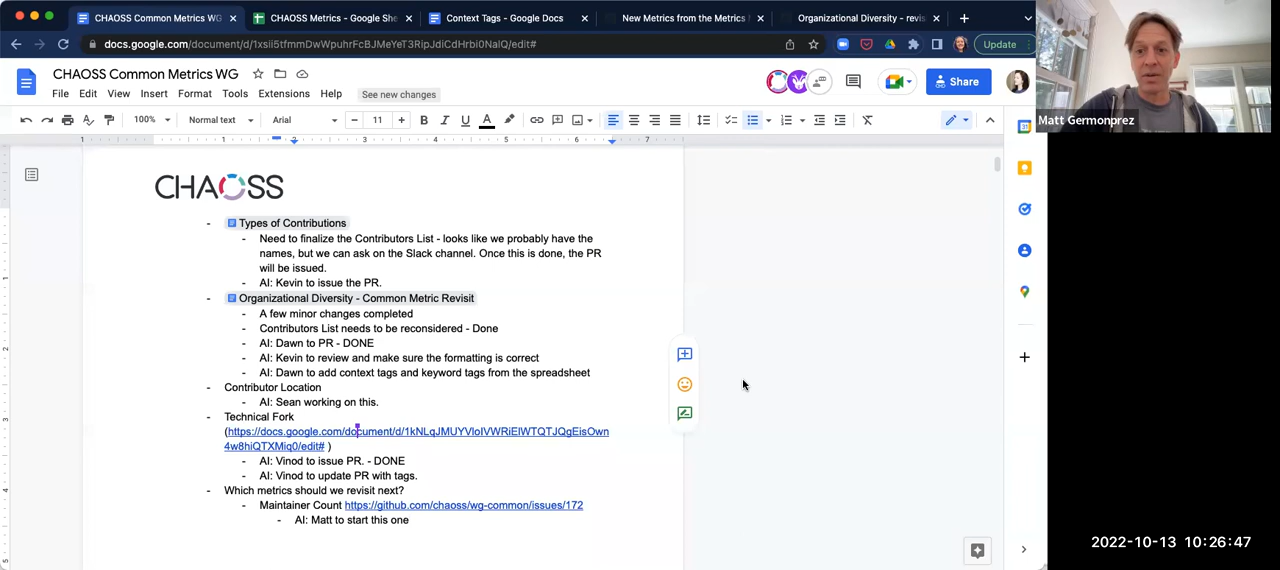 CHAOSS Common Metrics WG
CHAOSS Metrics - Google She
Context Tags - Google Docs
New Metrics from the Metrics
Organizational Diversity - revis
docs.google.com/document/d/1xsii5tfmmDwWpuhrFcBJMeYeT3RipJdiCdHrbi0NaIQ/edit#
Update
CHAOSS Common Metrics WG
File Edit View Insert Format Tools Extensions Help
See new changes
Share
100%
Normal text
Arial
11
1 1 2 3 4 5 6 7
CHAOSS
- Types of Contributions
- Need to finalize the Contributors List - looks like we probably have the
names, but we can ask on the Slack channel. Once this is done, the PR
will be issued.
- AI: Kevin to issue the PR.
- Organizational Diversity - Common Metric Revisit
- A few minor changes completed
- Contributors List needs to be reconsidered - Done
- AI: Dawn to PR - DONE
- AI: Kevin to review and make sure the formatting is correct
- AI: Dawn to add context tags and keyword tags from the spreadsheet
- Contributor Location
- AI: Sean working on this.
- Technical Fork
(https://docs.google.com/document/d/1kNLqJMUYVloIVWRiElWTQTJQgEisOwn
4w8hiQTXMiq0/edit# )
- AI: Vinod to issue PR. - DONE
- AI: Vinod to update PR with tags.
- Which metrics should we revisit next?
- Maintainer Count https://github.com/chaoss/wg-common/issues/172
- AI: Matt to start this one
Matt Germonprez
2022-10-13 10:26:47